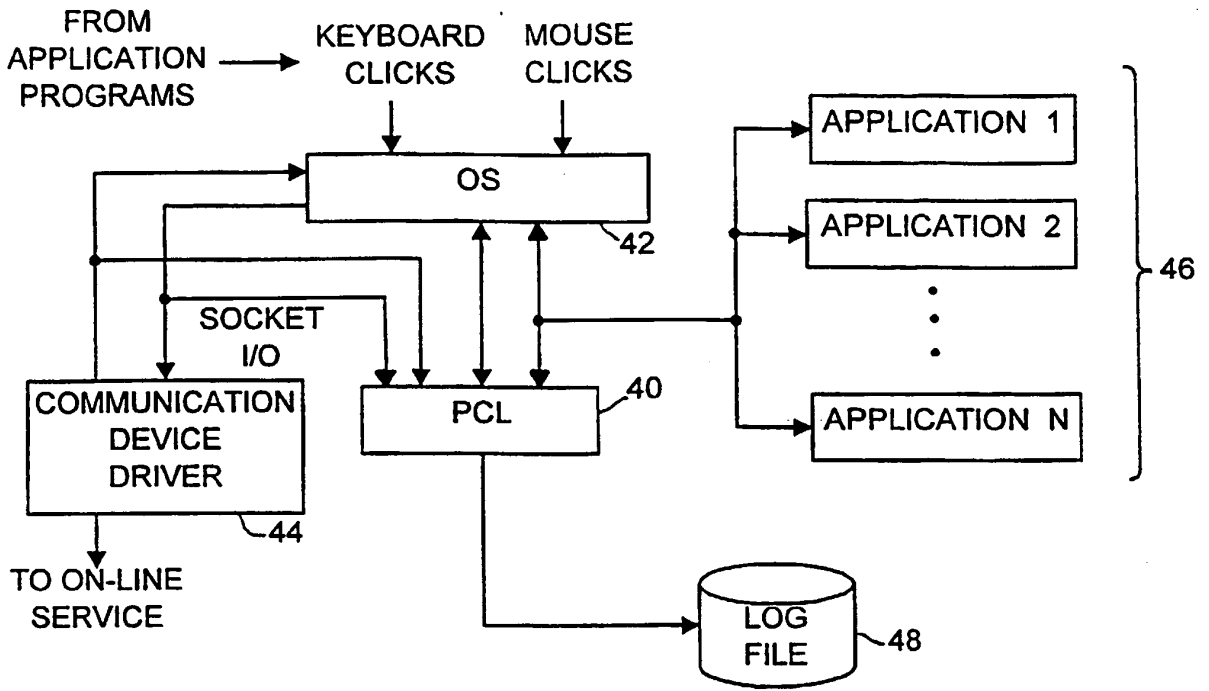 FROM
APPLICATION
PROGRAMS
KEYBOARD
CLICKS
MOUSE
CLICKS
OS
42
APPLICATION 1
APPLICATION 2
APPLICATION N
46
SOCKET
I/O
COMMUNICATION
DEVICE
DRIVER
44
PCL
40
TO ON-LINE
SERVICE
LOG
FILE
48